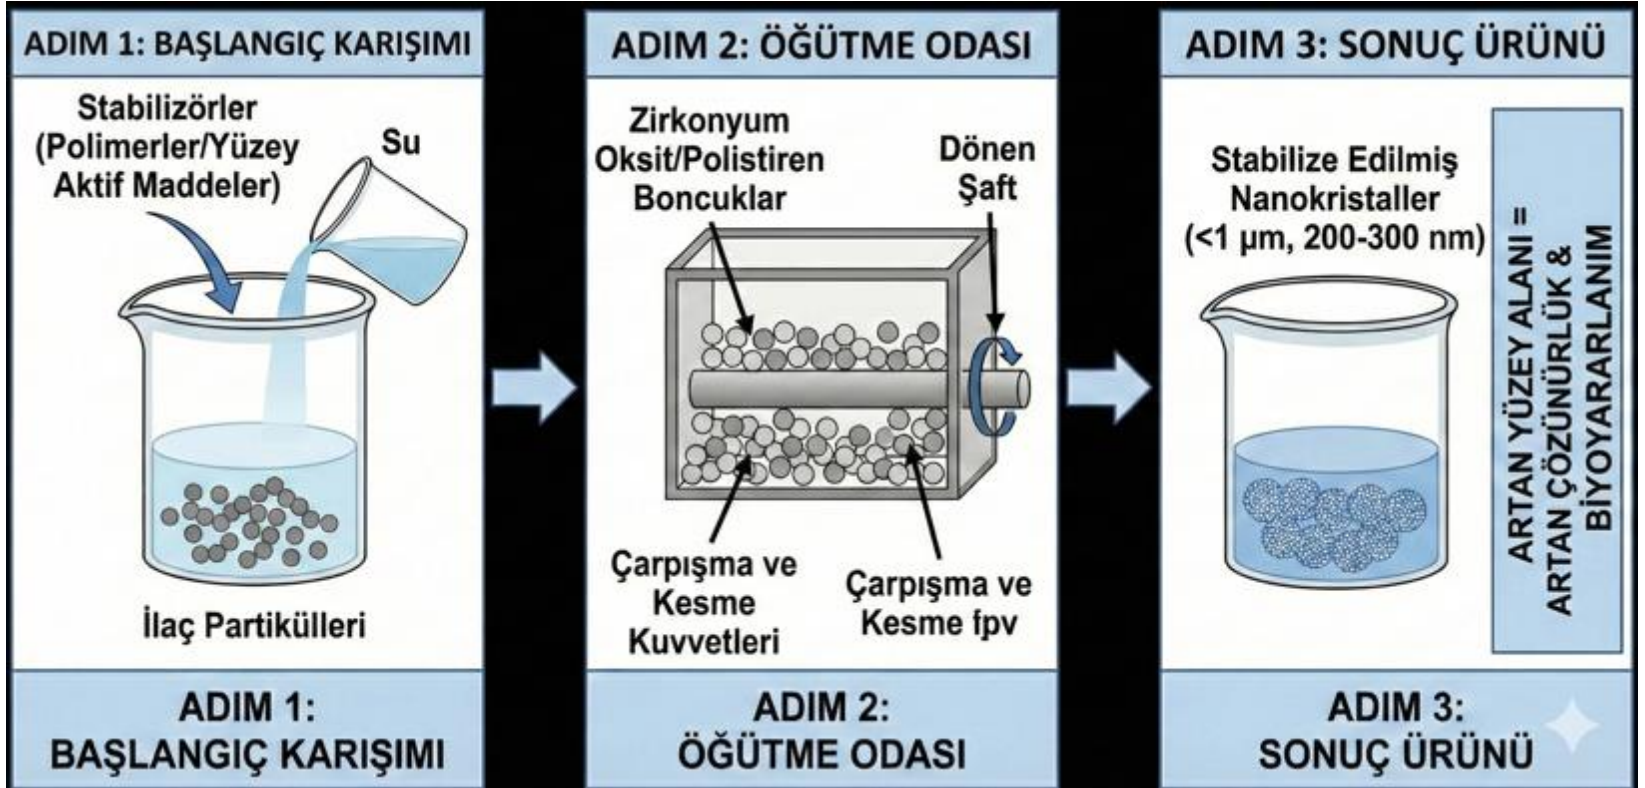 ADIM 1: BAŞLANGIÇ KARIŞIMI
Stabilizörler
(Polimerler/Yüzey
Aktif Maddeler)
Su
İlaç Partikülleri
ADIM 1:
BAŞLANGIÇ KARIŞIMI
ADIM 2: ÖĞÜTME ODASI
Zirkonyum
Oksit/Polistiren
Boncuklar
Dönen
Şaft
Çarpışma ve
Kesme
Kuvvetleri
Çarpışma ve
Kesme fpv
ADIM 2:
ÖĞÜTME ODASI
ADIM 3: SONUÇ ÜRÜNÜ
Stabilize Edilmiş
Nanokristaller
(<1 µm, 200-300 nm)
ARTAN YÜZEY ALANI =
ARTAN ÇÖZÜNÜRLÜK &
BİYOYARARLANIM
ADIM 3:
SONUÇ ÜRÜNÜ